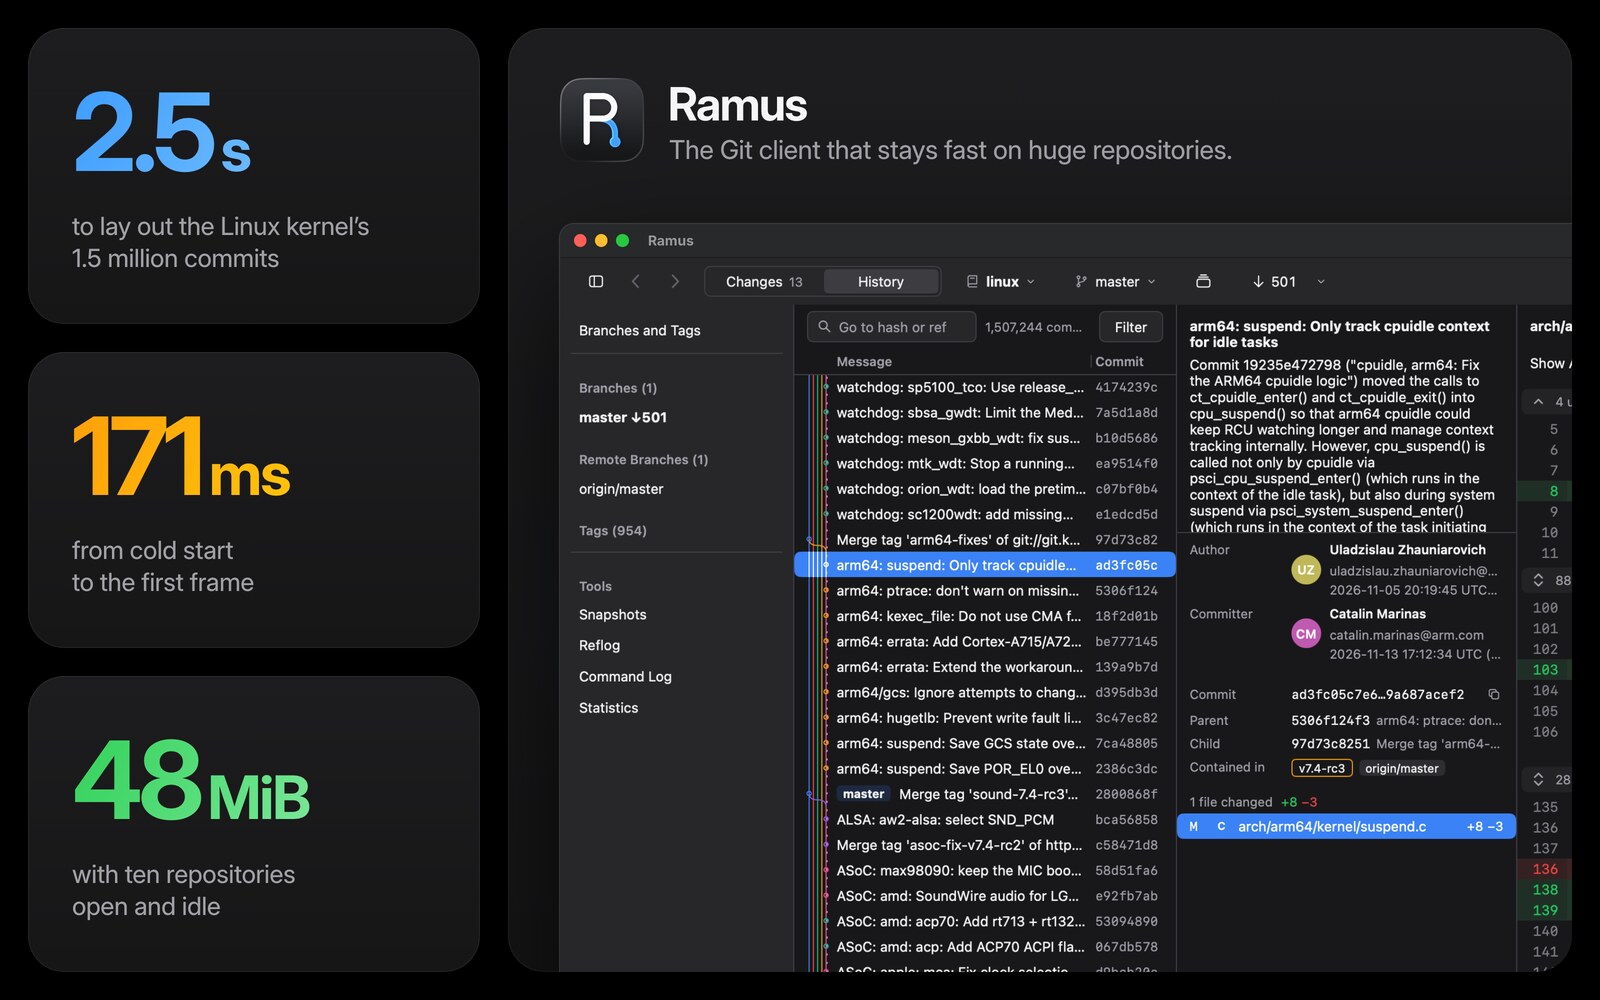 2.5s
to lay out the Linux kernel’s
1.5 million commits
171ms
from cold start
to the first frame
48MiB
with ten repositories
open and idle
Ramus
The Git client that stays fast on huge repositories.
Ramus
Changes 13
History
linux
master
↓ 501
Branches and Tags
Branches (1)
master ↓501
Remote Branches (1)
origin/master
Tags (954)
Tools
Snapshots
Reflog
Command Log
Statistics
Go to hash or ref
1,507,244 com...
Filter
Message Commit
watchdog: sp5100_tco: Use release_... 4174239c
watchdog: sbsa_gwdt: Limit the Med... 7a5d1a8d
watchdog: meson_gxbb_wdt: fix sus... b10d5686
watchdog: mtk_wdt: Stop a running... ea9514f0
watchdog: orion_wdt: load the pretim... c07bf0b4
watchdog: sc1200wdt: add missing... e1edcd5d
Merge tag 'arm64-fixes' of git://git.k... 97d73c82
arm64: suspend: Only track cpuidle... ad3fc05c
arm64: ptrace: don't warn on missin... 5306f124
arm64: kexec_file: Do not use CMA f... 18f2d01b
arm64: errata: Add Cortex-A715/A72... be777145
arm64: errata: Extend the workaroun... 139a9b7d
arm64/gcs: Ignore attempts to chang... d395db3d
arm64: hugetlb: Prevent write fault li... 3c47ec82
arm64: suspend: Save GCS state ove... 7ca48805
arm64: suspend: Save POR_EL0 ove... 2386c3dc
master Merge tag 'sound-7.4-rc3'... 2800868f
ALSA: aw2-alsa: select SND_PCM bca56858
Merge tag 'asoc-fix-v7.4-rc2' of http... c58471d8
ASoC: max98090: keep the MIC boo... 58d51fa6
ASoC: amd: SoundWire audio for LG... e92fb7ab
ASoC: amd: acp70: Add rt713 + rt132... 53094890
ASoC: amd: acp: Add ACP70 ACPI fla... 067db578
arm64: suspend: Only track cpuidle context
for idle tasks
Commit 19235e472798 ("cpuidle, arm64: Fix
the ARM64 cpuidle logic") moved the calls to
ct_cpuidle_enter() and ct_cpuidle_exit() into
cpu_suspend() so that arm64 cpuidle could
keep RCU watching longer and manage context
tracking internally. However, cpu_suspend() is
called not only by cpuidle via
psci_cpu_suspend_enter() (which runs in the
context of the idle task), but also during system
suspend via psci_system_suspend_enter()
(which runs in the context of the task initiating
Author
UZ
Uladzislau Zhauniarovich
uladzislau.zhauniarovich@...
2026-11-05 20:19:45 UTC...
Committer
CM
Catalin Marinas
catalin.marinas@arm.com
2026-11-13 17:12:34 UTC (...
Commit ad3fc05c7e6…9a687acef2
Parent 5306f124f3 arm64: ptrace: don...
Child 97d73c8251 Merge tag 'arm64-...
Contained in v7.4-rc3 origin/master
1 file changed +8 −3
M C arch/arm64/kernel/suspend.c +8 −3
arch/a
Show
4 u
5
6
7
8
9
10
11
88
100
101
102
103
104
105
106
28
135
136
137
136
138
139
140
141